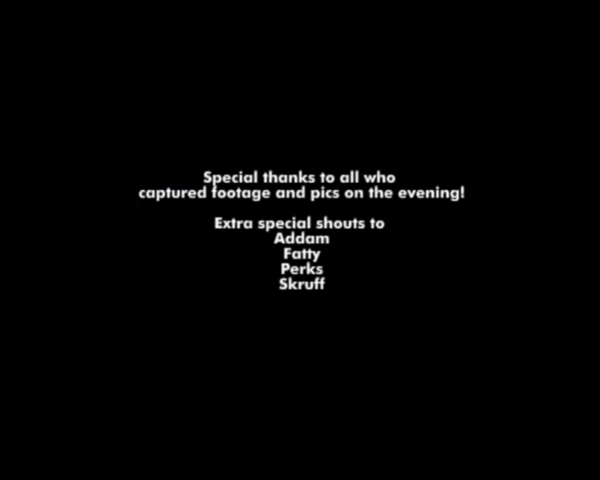 Special thanks to all who
captured footage and pics on the evening!
Extra special shouts to
Addam
Fatty
Perks
Skruff